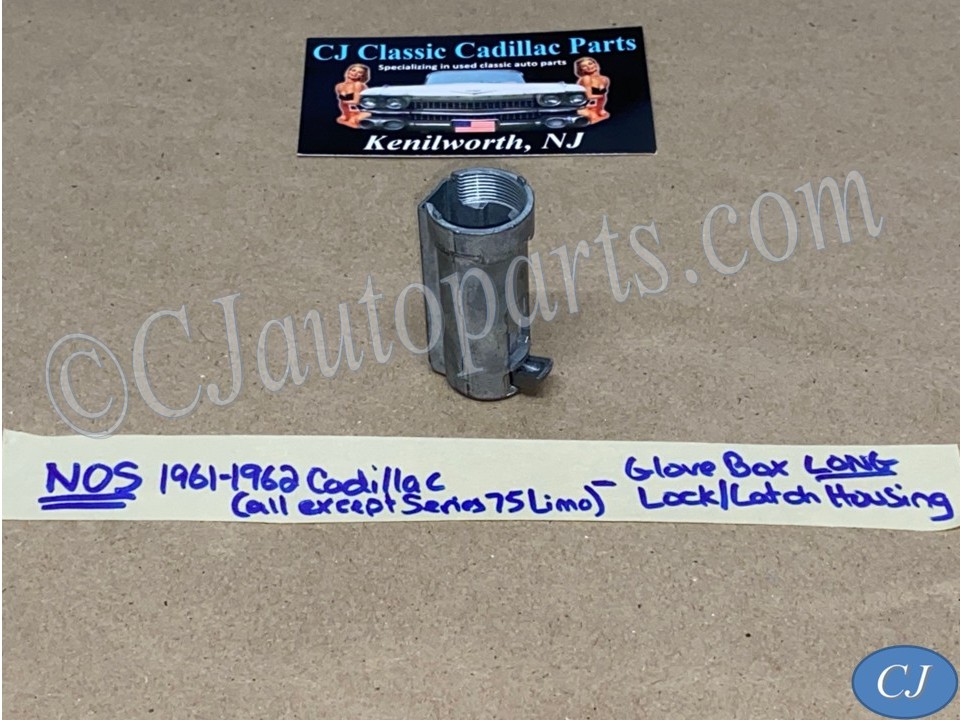 CJ Classic Cadillac Parts
Specializing in used classic auto parts
Kenilworth, NJ
©CJautoparts.com
NOS 1961-1962 Cadillac
(all except Series 75 Limo) -
Glove Box LONG
Lock/Latch Housing
CJ